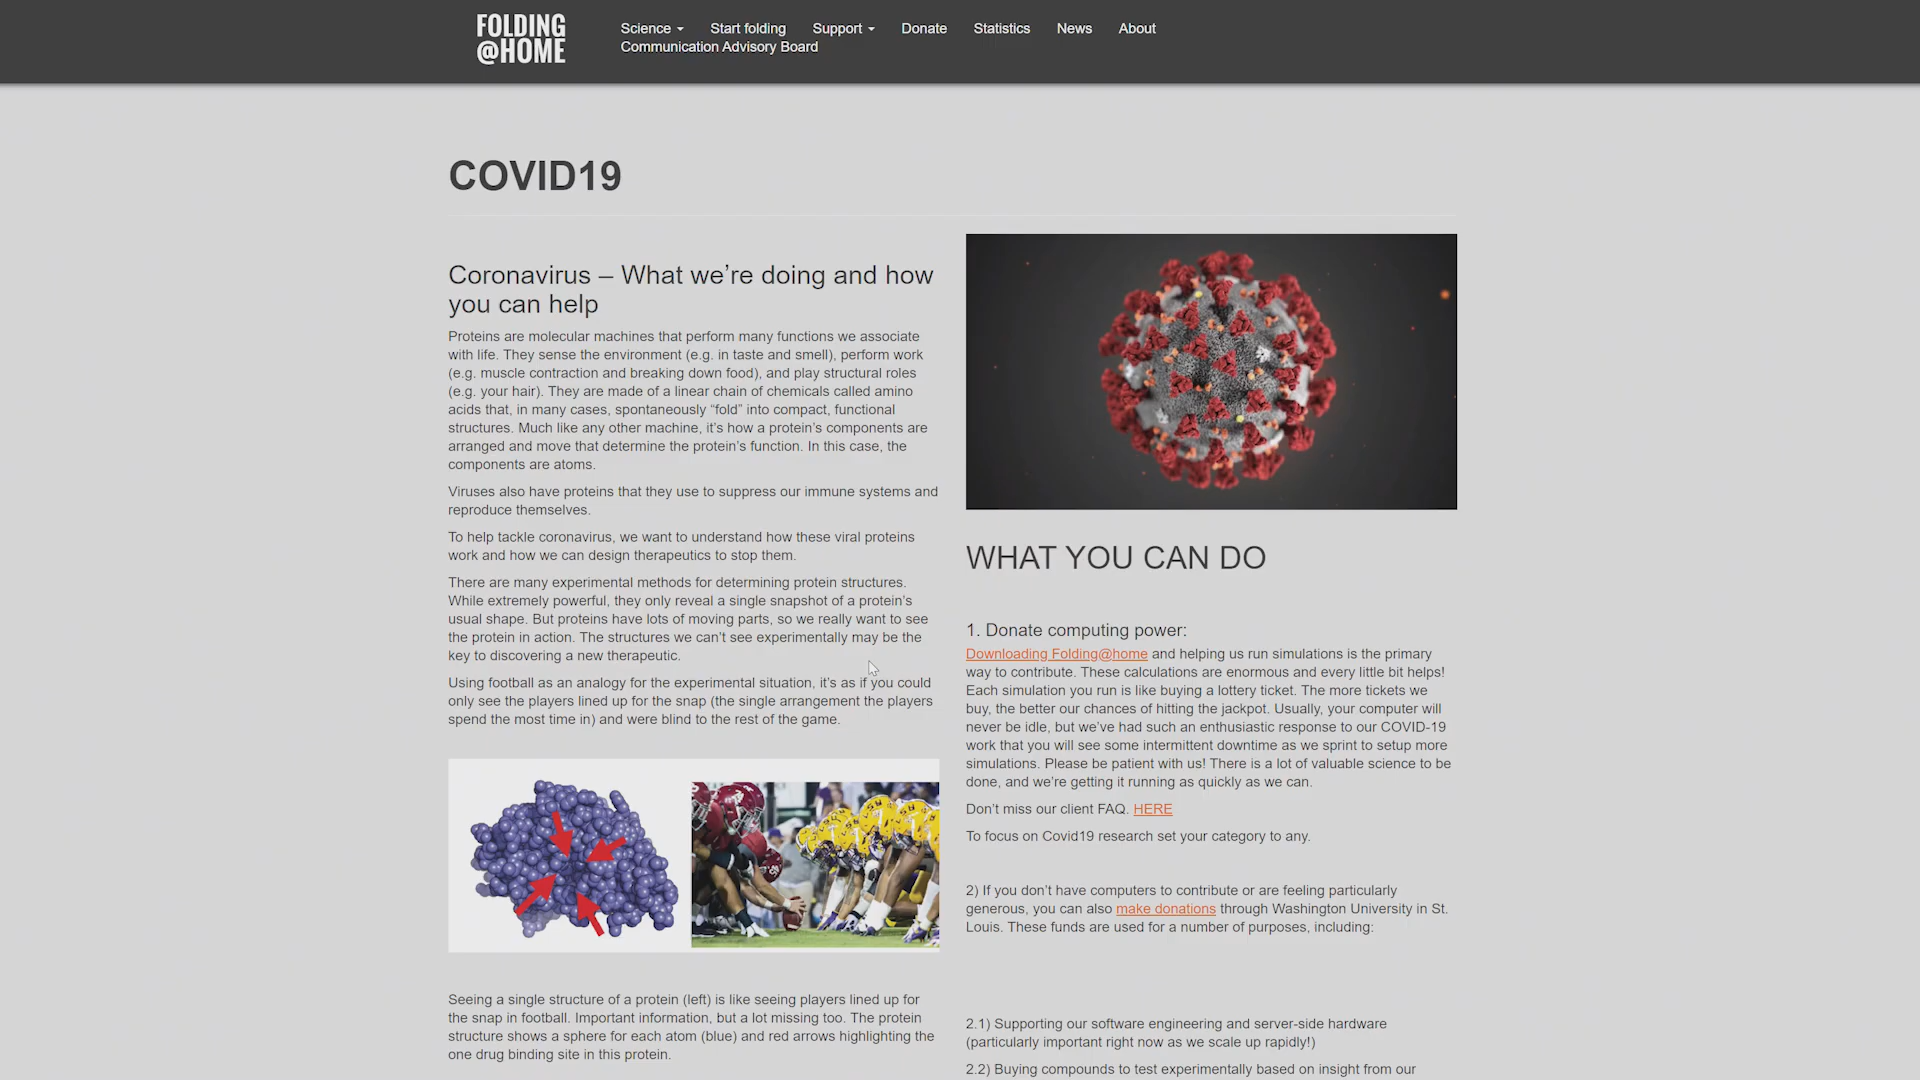 FOLDING
@HOME
Science
Start folding
Support
Donate
Statistics
News
About
Communication Advisory Board
COVID19
Coronavirus – What we’re doing and how
you can help
Proteins are molecular machines that perform many functions we associate
with life. They sense the environment (e.g. in taste and smell), perform work
(e.g. muscle contraction and breaking down food), and play structural roles
(e.g. your hair). They are made of a linear chain of chemicals called amino
acids that, in many cases, spontaneously “fold” into compact, functional
structures. Much like any other machine, it’s how a protein’s components are
arranged and move that determine the protein’s function. In this case, the
components are atoms.
Viruses also have proteins that they use to suppress our immune systems and
reproduce themselves.
To help tackle coronavirus, we want to understand how these viral proteins
work and how we can design therapeutics to stop them.
There are many experimental methods for determining protein structures.
While extremely powerful, they only reveal a single snapshot of a protein’s
usual shape. But proteins have lots of moving parts, so we really want to see
the protein in action. The structures we can’t see experimentally may be the
key to discovering a new therapeutic.
Using football as an analogy for the experimental situation, it’s as if you could
only see the players lined up for the snap (the single arrangement the players
spend the most time in) and were blind to the rest of the game.
Seeing a single structure of a protein (left) is like seeing players lined up for
the snap in football. Important information, but a lot missing too. The protein
structure shows a sphere for each atom (blue) and red arrows highlighting the
one drug binding site in this protein.
WHAT YOU CAN DO
1. Donate computing power:
Downloading Folding@home and helping us run simulations is the primary
way to contribute. These calculations are enormous and every little bit helps!
Each simulation you run is like buying a lottery ticket. The more tickets we
buy, the better our chances of hitting the jackpot. Usually, your computer will
never be idle, but we’ve had such an enthusiastic response to our COVID-19
work that you will see some intermittent downtime as we sprint to setup more
simulations. Please be patient with us! There is a lot of valuable science to be
done, and we’re getting it running as quickly as we can.
Don’t miss our client FAQ. HERE
To focus on Covid19 research set your category to any.
2) If you don’t have computers to contribute or are feeling particularly
generous, you can also make donations through Washington University in St.
Louis. These funds are used for a number of purposes, including:
2.1) Supporting our software engineering and server-side hardware
(particularly important right now as we scale up rapidly!)
2.2) Buying compounds to test experimentally based on insight from our